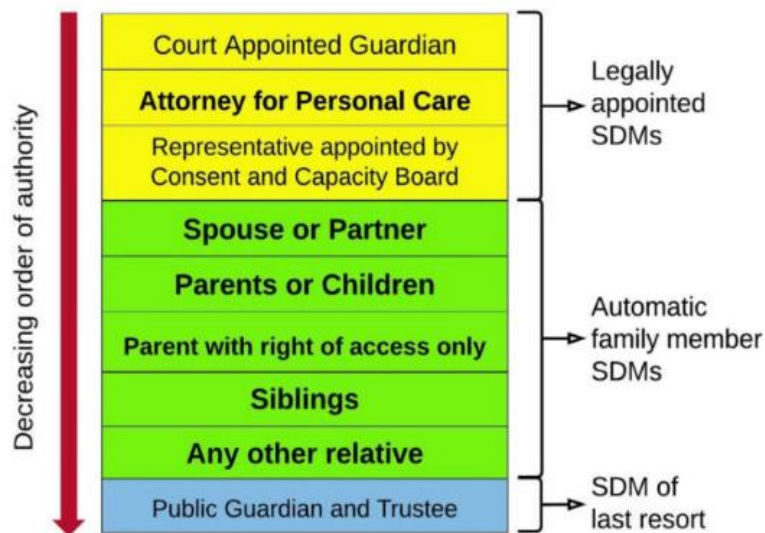 Decreasing order of authority
Court Appointed Guardian
Attorney for Personal Care
Representative appointed by
Consent and Capacity Board
Spouse or Partner
Parents or Children
Parent with right of access only
Siblings
Any other relative
Public Guardian and Trustee
Legally
appointed
SDMs
Automatic
family member
SDMs
SDM of
last resort